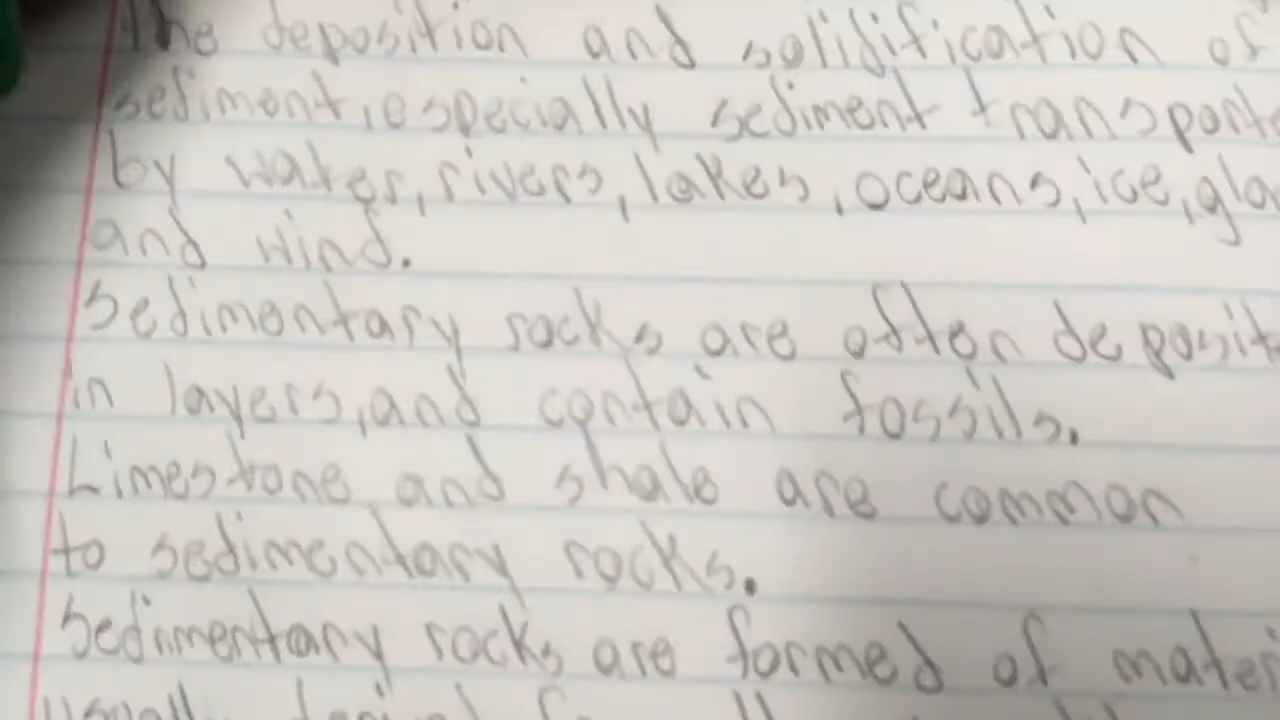 The deposition and solidification of
sediment, especially sediment
by water, rivers, lakes, oceans, ice,
and wind.
Sedimentary rocks are often
in layers, and contain fossils.
Limestone and shale are common
to sedimentary rocks.
Sedimentary rocks are formed of
usually